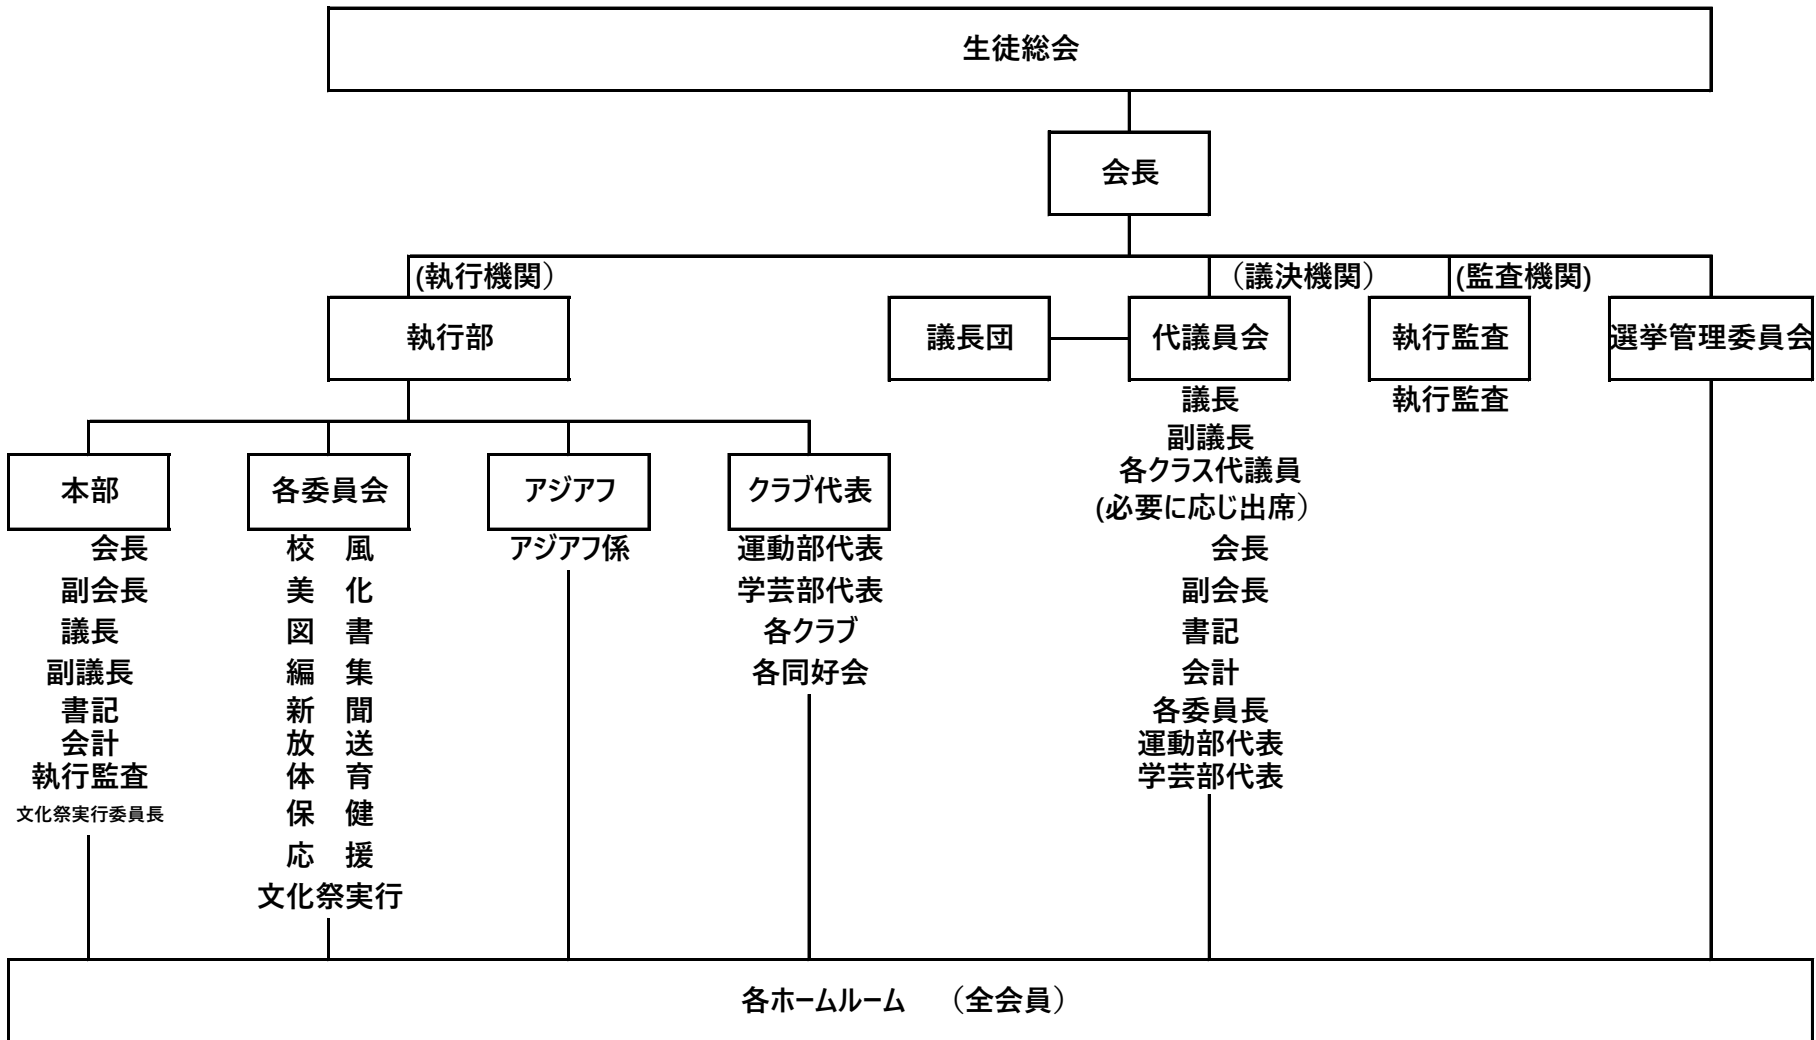 生徒総会
会長
(執行機関）
（議決機関）
(監査機関)
執行部
議長団
代議員会
執行監査
選挙管理委員会
議長
副議長
各クラス代議員
(必要に応じ出席）
会長
副会長
書記
会計
各委員長
運動部代表
学芸部代表
執行監査
本部
会長
副会長
議長
副議長
書記
会計
執行監査
文化祭実行委員長
各委員会
校　風
美　化
図　書
編　集
新　聞
放　送
体　育
保　健
応　援
文化祭実行
アジアフ
アジアフ係
クラブ代表
運動部代表
学芸部代表
各クラブ
各同好会
各ホームルーム　（全会員）